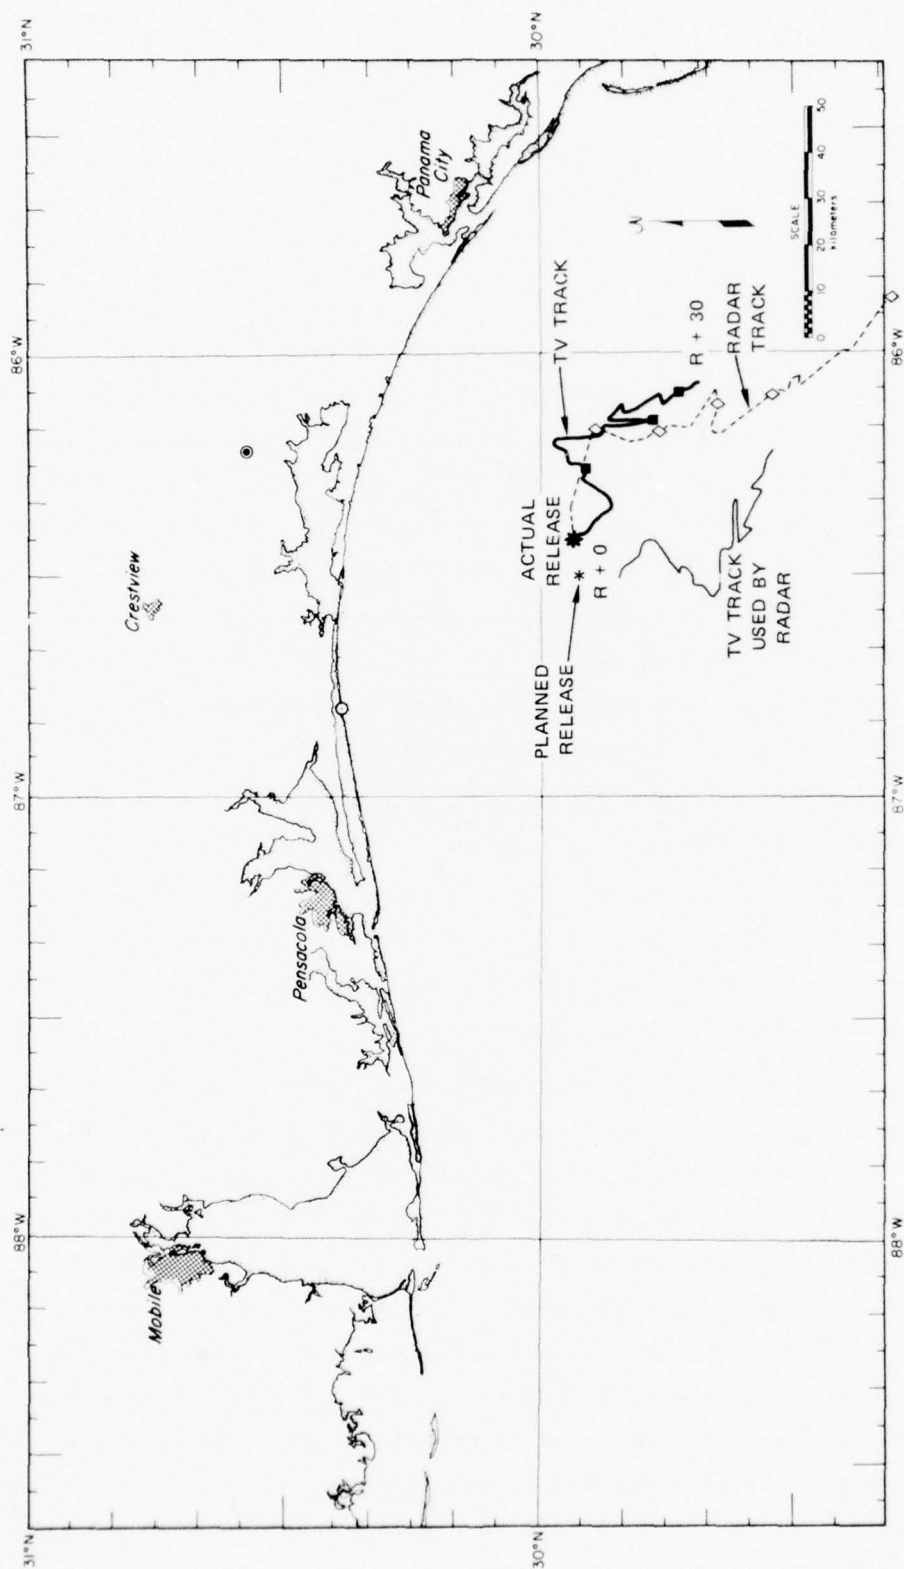 31°N
30°N
88°W
87°W
86°W
Mobile
Pensacola
Crestview
Panama
City
PLANNED
RELEASE
ACTUAL
RELEASE
R + 0
TV TRACK
R + 30
RADAR
TRACK
TV TRACK
USED BY
RADAR
N
SCALE
0 10 20 30 40 50
kilometers
31°N
30°N
88°W
87°W
86°W